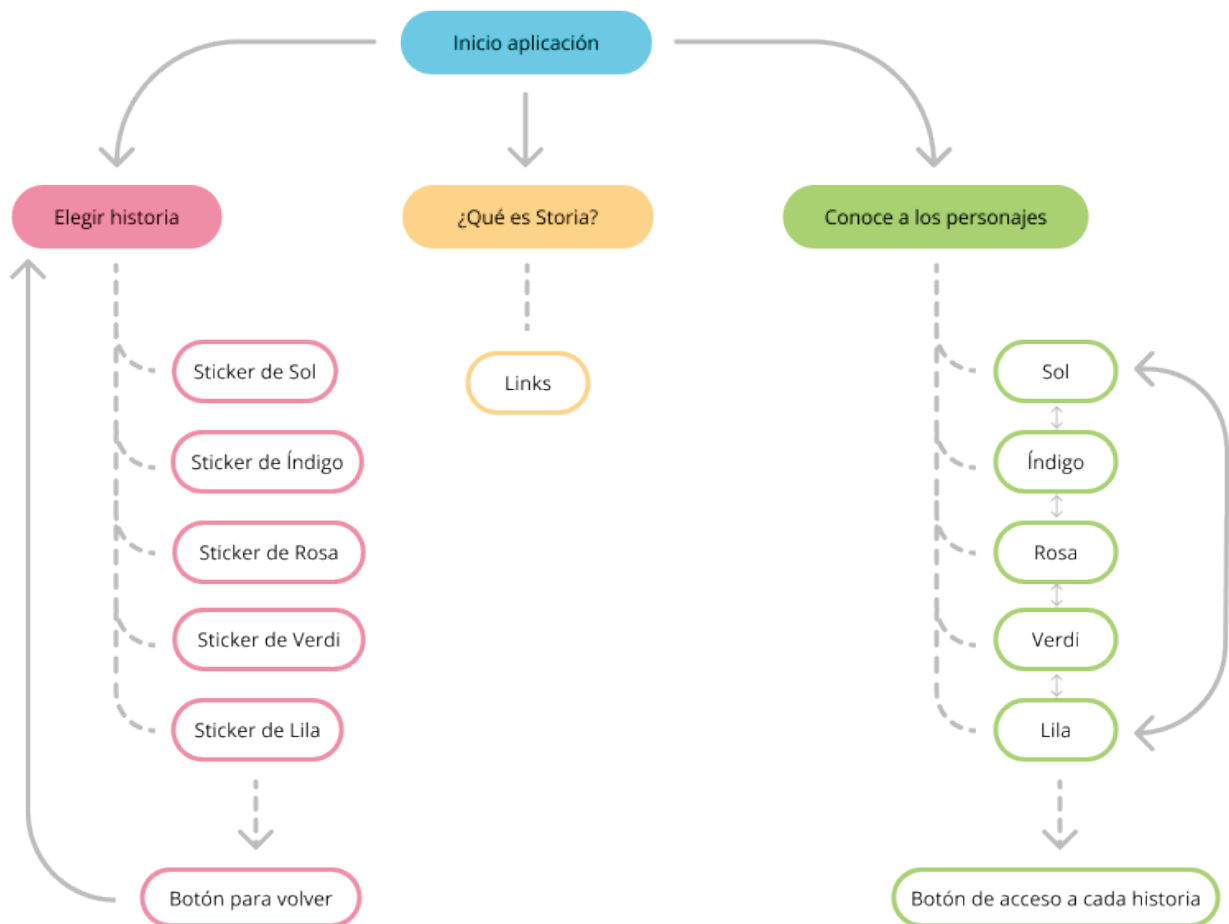 Inicio aplicación
Elegir historia
¿Qué es Storia?
Conoce a los personajes
Sticker de Sol
Sticker de Índigo
Sticker de Rosa
Sticker de Verdi
Sticker de Lila
Botón para volver
Links
Sol
Índigo
Rosa
Verdi
Lila
Botón de acceso a cada historia